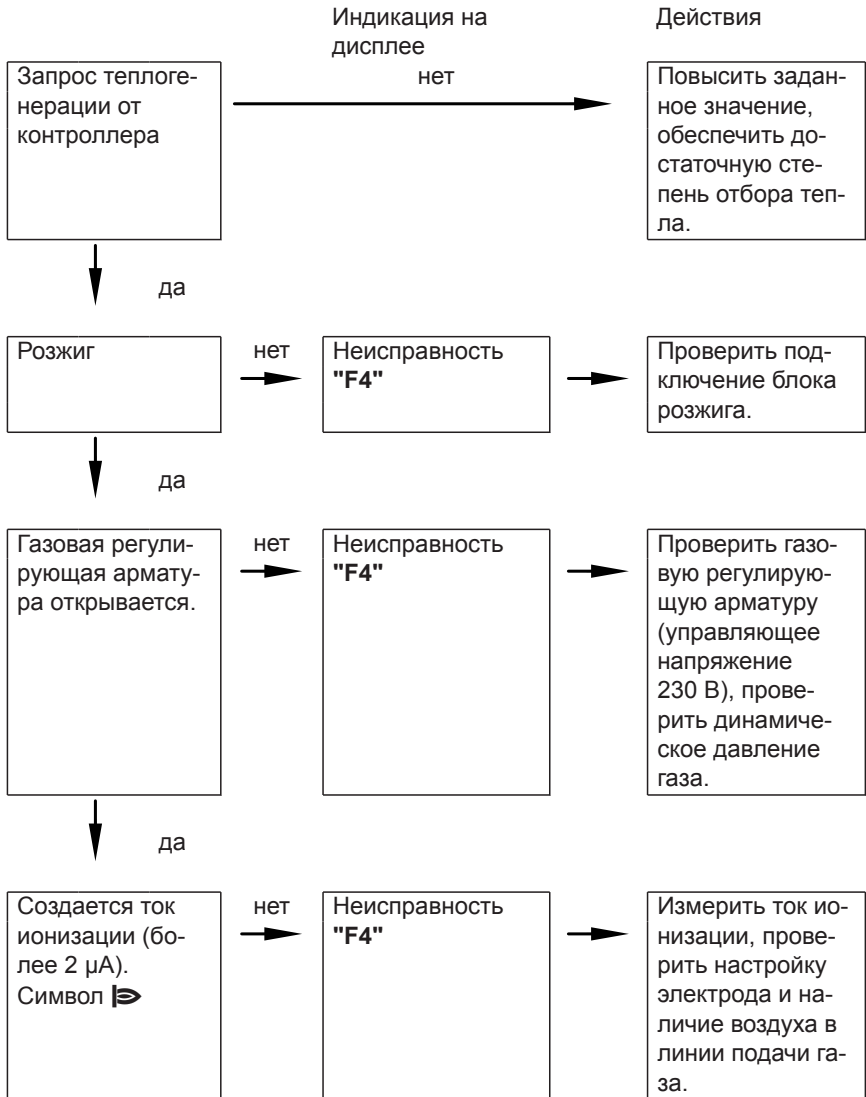 Индикация на
дисплее
Действия
Запрос теплоге-
нерации от
контроллера
нет
Повысить задан-
ное значение,
обеспечить до-
статочную сте-
пень отбора теп-
ла.
да
Розжиг
нет
Неисправность
"F4"
Проверить под-
ключение блока
розжига.
да
Газовая регули-
рующая армату-
ра открывается.
нет
Неисправность
"F4"
Проверить газо-
вую регулирую-
щую арматуру
(управляющее
напряжение
230 В), прове-
рить динамиче-
ское давление
газа.
да
Создается ток
ионизации (бо-
лее 2 μA).
Символ
нет
Неисправность
"F4"
Измерить ток ио-
низации, прове-
рить настройку
электрода и на-
личие воздуха в
линии подачи га-
за.